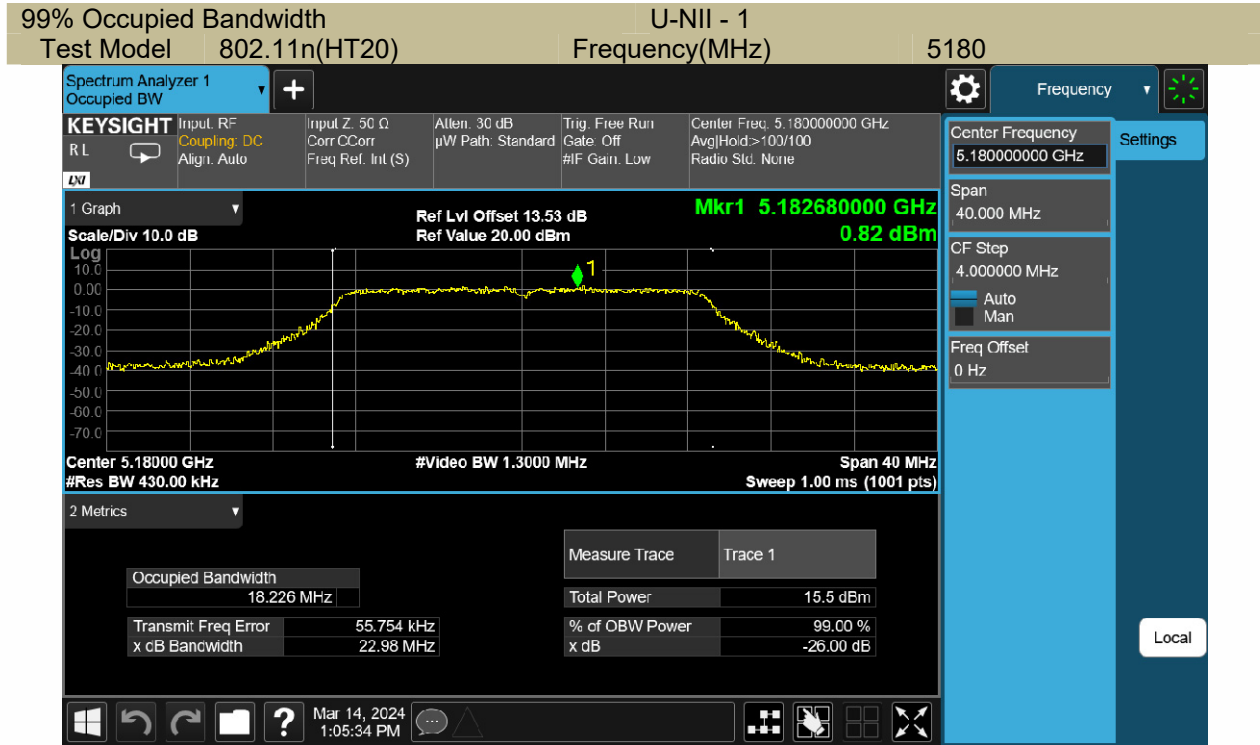 99% Occupied Bandwidth U-NII - 1
Test Model 802.11n(HT20) Frequency(MHz) 5180
Spectrum Analyzer 1
Occupied BW
+
Frequency
KEYSIGHT
R L
LXI
Input: RF
Coupling: DC
Align: Auto
Input Z: 50 Ω
Corr CCorr
Freq Ref: Int (S)
Atten: 30 dB
µW Path: Standard
Trig: Free Run
Gate: Off
#IF Gain: Low
Center Freq: 5.180000000 GHz
Avg|Hold:>100/100
Radio Std: None
Center Frequency
5.180000000 GHz
Settings
Span
40.000 MHz
CF Step
4.000000 MHz
Auto
Man
Freq Offset
0 Hz
1 Graph
Scale/Div 10.0 dB
Ref Lvl Offset 13.53 dB
Ref Value 20.00 dBm
Mkr1 5.182680000 GHz
0.82 dBm
Log
10.0
0.00
-10.0
-20.0
-30.0
-40.0
-50.0
-60.0
-70.0
1
Center 5.18000 GHz
#Res BW 430.00 kHz
#Video BW 1.3000 MHz
Span 40 MHz
Sweep 1.00 ms (1001 pts)
2 Metrics
Measure Trace Trace 1
Occupied Bandwidth
18.226 MHz
Total Power 15.5 dBm
Transmit Freq Error 55.754 kHz
% of OBW Power 99.00 %
x dB Bandwidth 22.98 MHz
x dB -26.00 dB
Local
?
Mar 14, 2024
1:05:34 PM